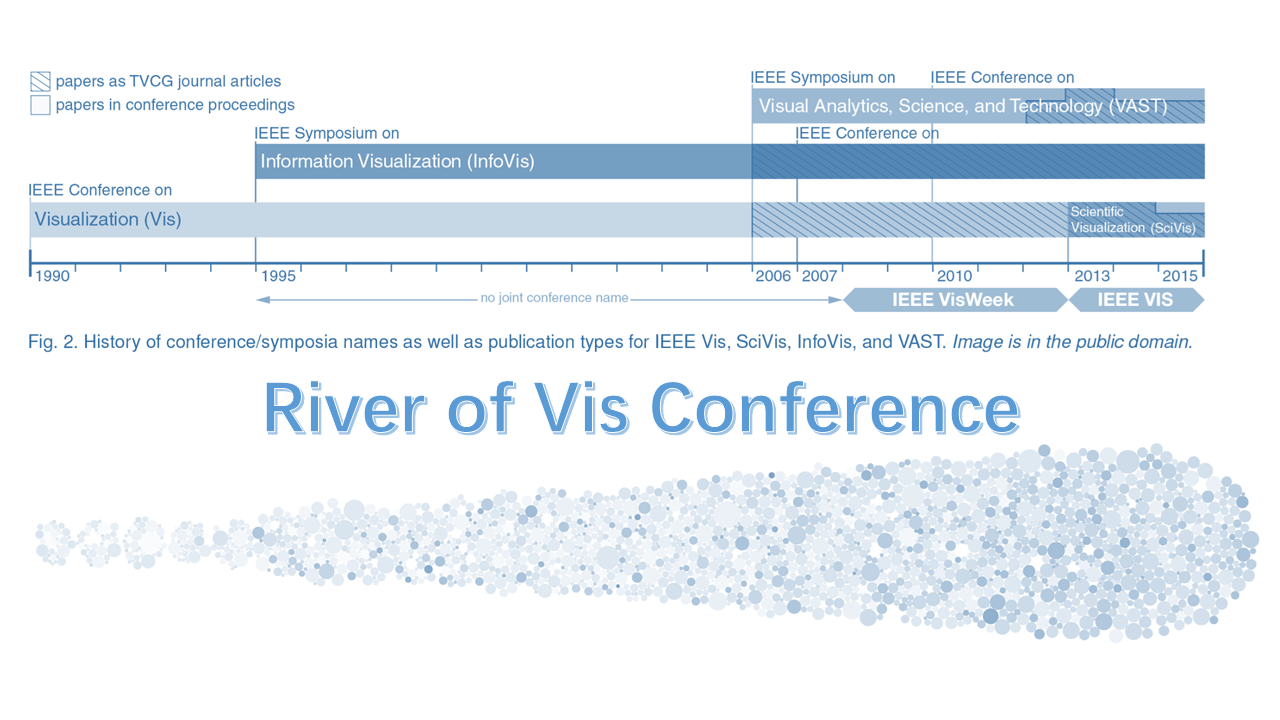 papers as TVCG journal articles
papers in conference proceedings
IEEE Symposium on
IEEE Conference on
Visual Analytics, Science, and Technology (VAST)
IEEE Symposium on
IEEE Conference on
Information Visualization (InfoVis)
IEEE Conference on
Visualization (Vis)
Scientific
Visualization (SciVis)
1990 1995 2006 2007 2010 2013 2015
no joint conference name IEEE VisWeek IEEE VIS
Fig. 2. History of conference/symposia names as well as publication types for IEEE Vis, SciVis, InfoVis, and VAST. Image is in the public domain.
River of Vis Conference